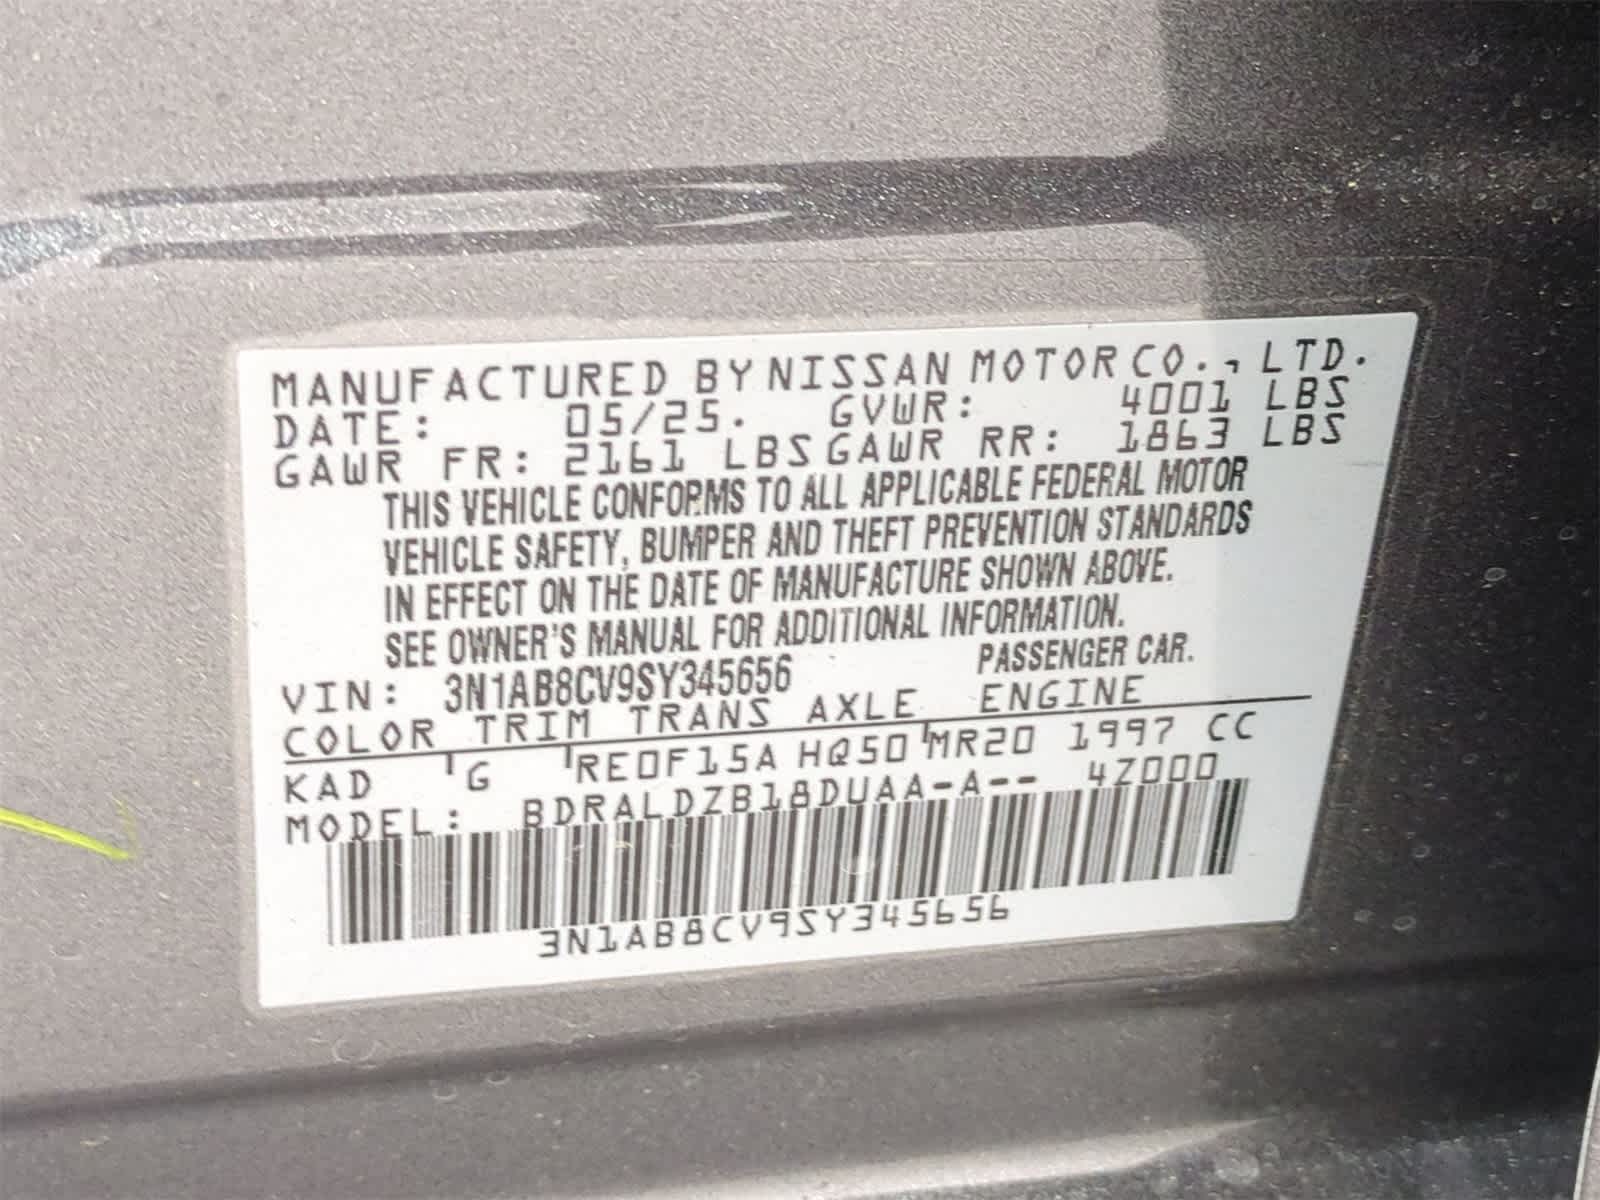 MANUFACTURED BY NISSAN MOTOR CO., LTD.
DATE: 05/25. GVWR: 4001 LBS
GAWR FR: 2161 LBS GAWR RR: 1863 LBS
THIS VEHICLE CONFORMS TO ALL APPLICABLE FEDERAL MOTOR
VEHICLE SAFETY, BUMPER AND THEFT PREVENTION STANDARDS
IN EFFECT ON THE DATE OF MANUFACTURE SHOWN ABOVE.
SEE OWNER'S MANUAL FOR ADDITIONAL INFORMATION.
VIN: 3N1AB8CV9SY345656 PASSENGER CAR.
COLOR TRIM TRANS AXLE ENGINE
KAD G RE0F15A HQ50 MR20 1997 CC
MODEL: BDRALDZB18DUAA-A-- 4Z000
3N1AB8CV9SY345656